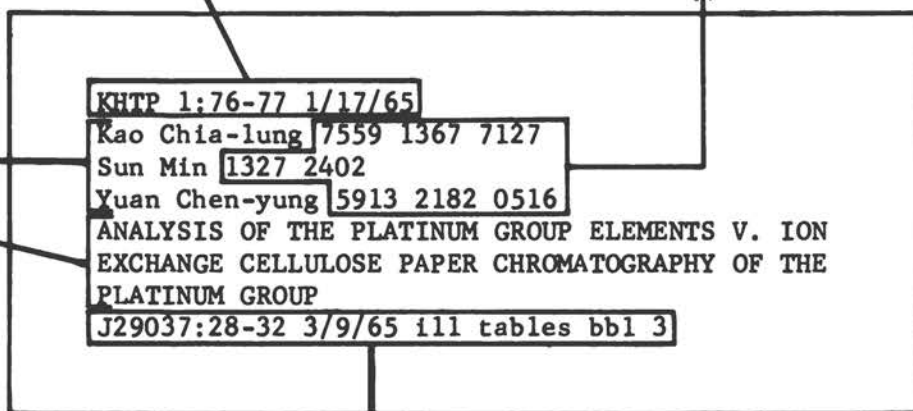 KHTP 1:76-77 1/17/65
Kao Chia-lung 7559 1367 7127
Sun Min 1327 2402
Yuan Chen-yung 5913 2182 0516
ANALYSIS OF THE PLATINUM GROUP ELEMENTS V. ION
EXCHANGE CELLULOSE PAPER CHROMATOGRAPHY OF THE
PLATINUM GROUP
J29037:28-32 3/9/65 ill tables bbl 3